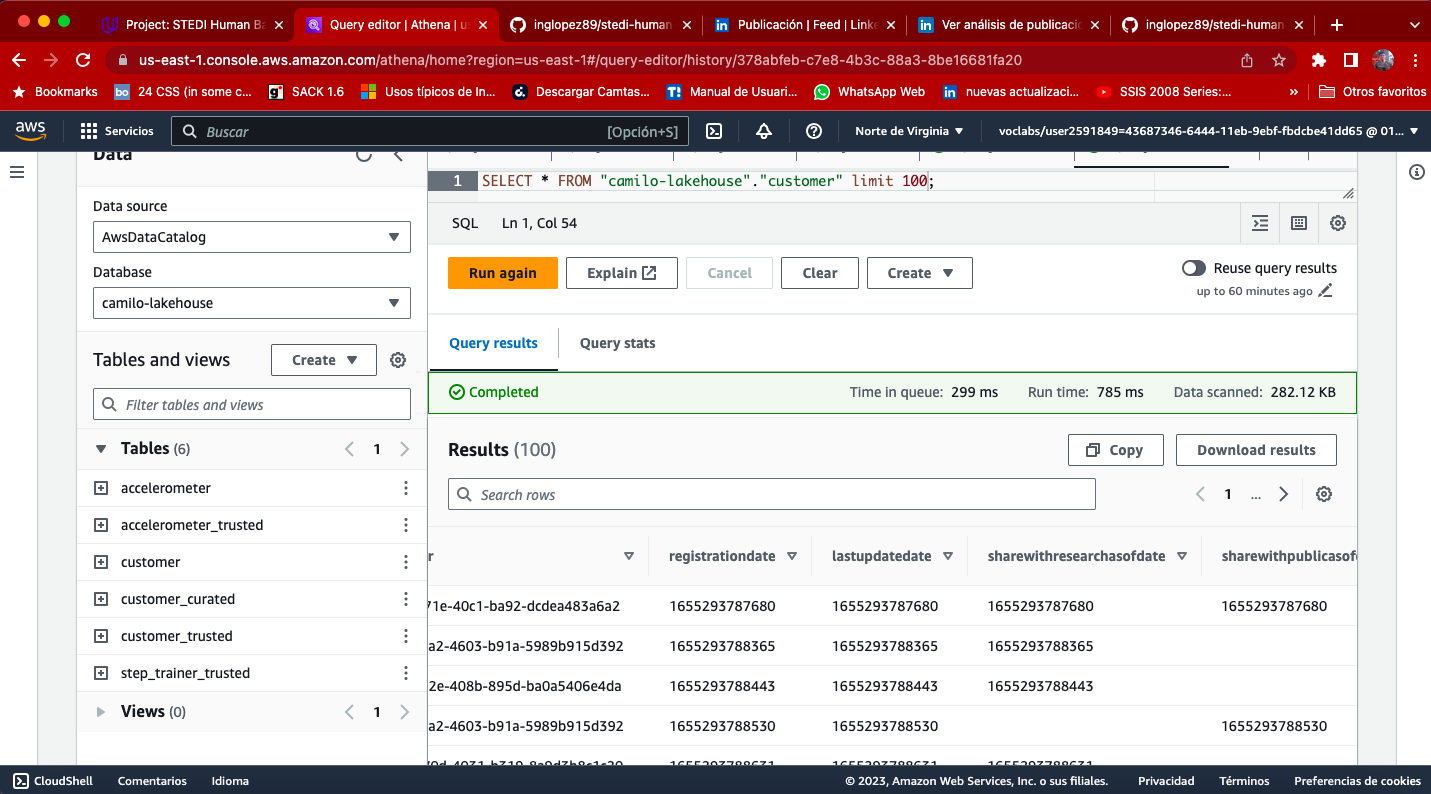 Project: STEDI Human Ba
Query editor | Athena | us
inglopez89/stedi-human
Publicación | Feed | Linke
Ver análisis de publicació
inglopez89/stedi-human
us-east-1.console.aws.amazon.com/athena/home?region=us-east-1#/query-editor/history/378abfeb-c7e8-4b3c-88a3-8be16681fa20
Bookmarks
24 CSS (in some c...
SACK 1.6
Usos típicos de In...
Descargar Camtas...
Manual de Usuari...
WhatsApp Web
nuevas actualizaci...
SSIS 2008 Series:...
»
Otros favoritos
aws
Servicios
Buscar
[Opción+S]
Norte de Virginia
voclabs/user2591849=43687346-6444-11eb-9ebf-fbdcbe41dd65 @ 01...
Data
Data source
AwsDataCatalog
Database
camilo-lakehouse
Tables and views
Create
Filter tables and views
Tables (6)
1
accelerometer
accelerometer_trusted
customer
customer_curated
customer_trusted
step_trainer_trusted
Views (0)
1
1 SELECT * FROM "camilo-lakehouse"."customer" limit 100;
SQL Ln 1, Col 54
Run again
Explain
Cancel
Clear
Create
Reuse query results
up to 60 minutes ago
Query results
Query stats
Completed
Time in queue: 299 ms
Run time: 785 ms
Data scanned: 282.12 KB
Results (100)
Copy
Download results
Search rows
1 ...
r registrationdate lastupdatedate sharewithresearchasofdate sharewithpublicasof
71e-40c1-ba92-dcdea483a6a2 1655293787680 1655293787680 1655293787680 1655293787680
a2-4603-b91a-5989b915d392 1655293788365 1655293788365 1655293788365
2e-408b-895d-ba0a5406e4da 1655293788443 1655293788443 1655293788443
a2-4603-b91a-5989b915d392 1655293788530 1655293788530 1655293788530
CloudShell
Comentarios
Idioma
© 2023, Amazon Web Services, Inc. o sus filiales.
Privacidad
Términos
Preferencias de cookies